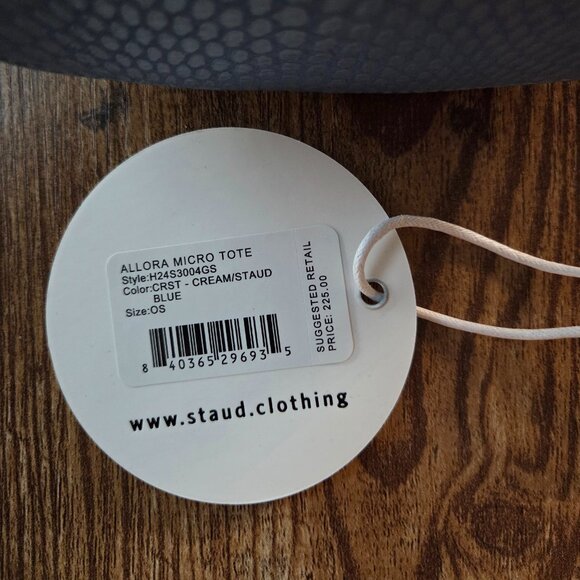 ALLORA MICRO TOTE
Style:H24S3004GS
Color:CRST - CREAM/STAUD
BLUE
Size:OS
8 40365 29693 5
SUGGESTED RETAIL
PRICE: 225.00
www.staud.clothing